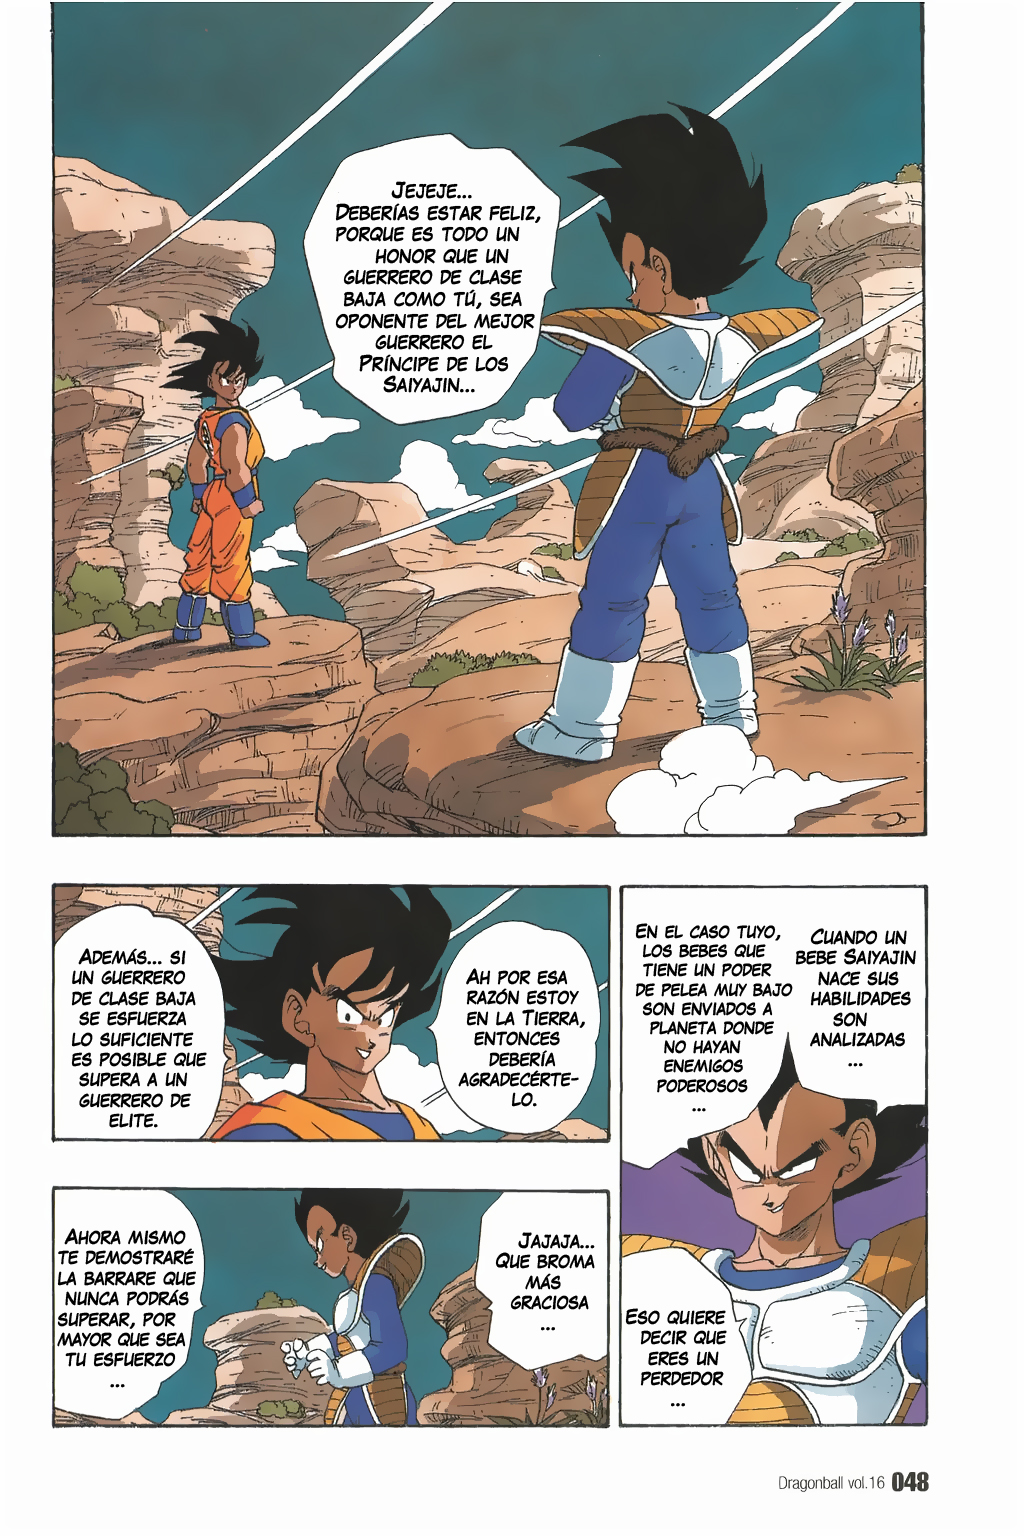 JEJEJE...
DEBERÍAS ESTAR FELIZ,
PORQUE ES TODO UN
HONOR QUE UN
GUERRERO DE CLASE
BAJA COMO TÚ, SEA
OPONENTE DEL MEJOR
GUERRERO EL
PRÍNCIPE DE LOS
SAIYAJIN...
CUANDO UN
BEBE SAIYAJIN
NACE SUS
HABILIDADES
SON
ANALIZADAS
...
EN EL CASO TUYO,
LOS BEBES QUE
TIENE UN PODER
DE PELEA MUY BAJO
SON ENVIADOS A
PLANETA DONDE
NO HAYAN
ENEMIGOS
PODEROSOS
...
ESO QUIERE
DECIR QUE
ERES UN
PERDEDOR
...
AH POR ESA
RAZÓN ESTOY
EN LA TIERRA,
ENTONCES
DEBERÍA
AGRADECÉRTE-
LO.
ADEMÁS... SI
UN GUERRERO
DE CLASE BAJA
SE ESFUERZA
LO SUFICIENTE
ES POSIBLE QUE
SUPERA A UN
GUERRERO DE
ELITE.
JAJAJA...
QUE BROMA
MÁS
GRACIOSA
...
AHORA MISMO
TE DEMOSTRARÉ
LA BARRARE QUE
NUNCA PODRÁS
SUPERAR, POR
MAYOR QUE SEA
TU ESFUERZO
...
Dragonball vol.16 048